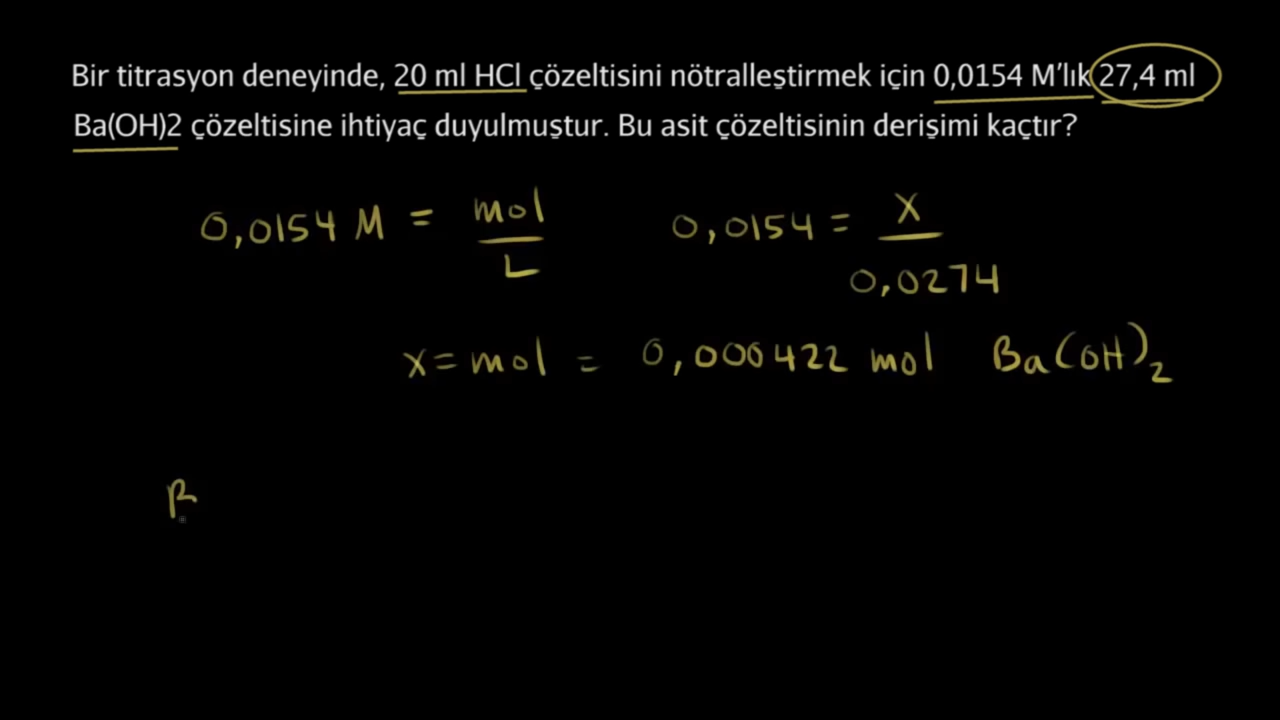 Bir titrasyon deneyinde, 20 ml HCl çözeltisini nötralleştirmek için 0,0154 M'lık 27,4 ml
Ba(OH)2 çözeltisine ihtiyaç duyulmuştur. Bu asit çözeltisinin derişimi kaçtır?
0,0154 M = mol / L
0,0154 = x / 0,0274
x = mol = 0,000422 mol Ba(OH)2